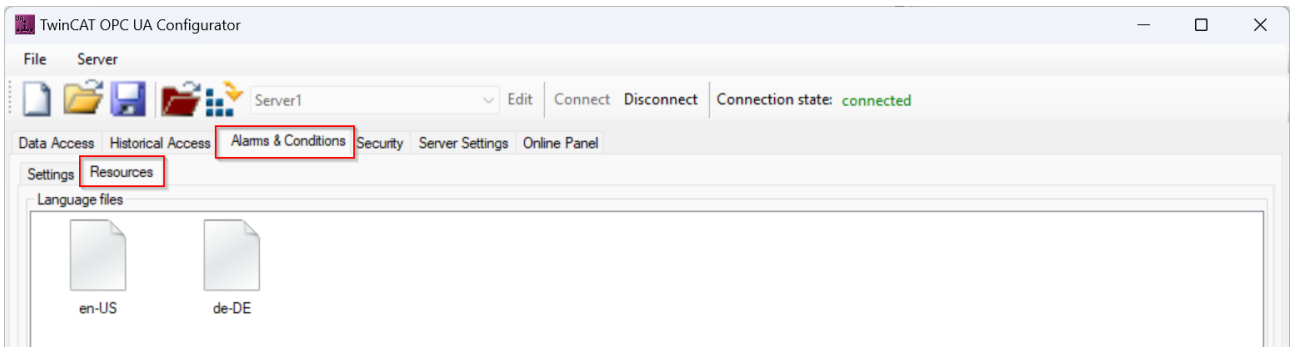 TwinCAT OPC UA Configurator
File Server
Server1 Edit Connect Disconnect Connection state: connected
Data Access Historical Access Alarms & Conditions Security Server Settings Online Panel
Settings Resources
Language files
en-US de-DE